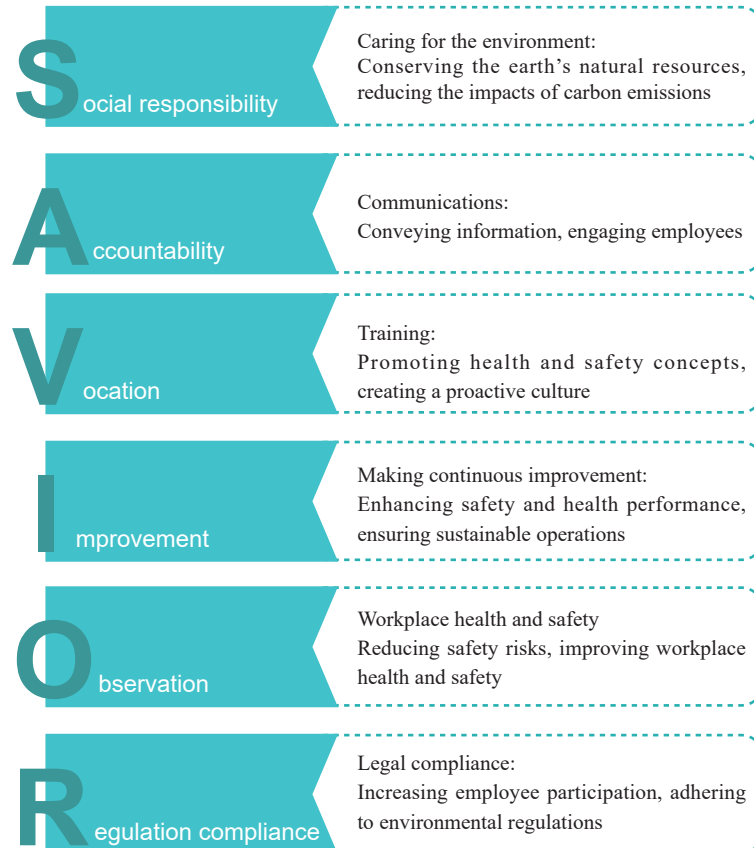 Social responsibility
Caring for the environment:
Conserving the earth's natural resources,
reducing the impacts of carbon emissions
Accountability
Communications:
Conveying information, engaging employees
Vocation
Training:
Promoting health and safety concepts,
creating a proactive culture
Improvement
Making continuous improvement:
Enhancing safety and health performance,
ensuring sustainable operations
Observation
Workplace health and safety
Reducing safety risks, improving workplace
health and safety
Regulation compliance
Legal compliance:
Increasing employee participation, adhering
to environmental regulations